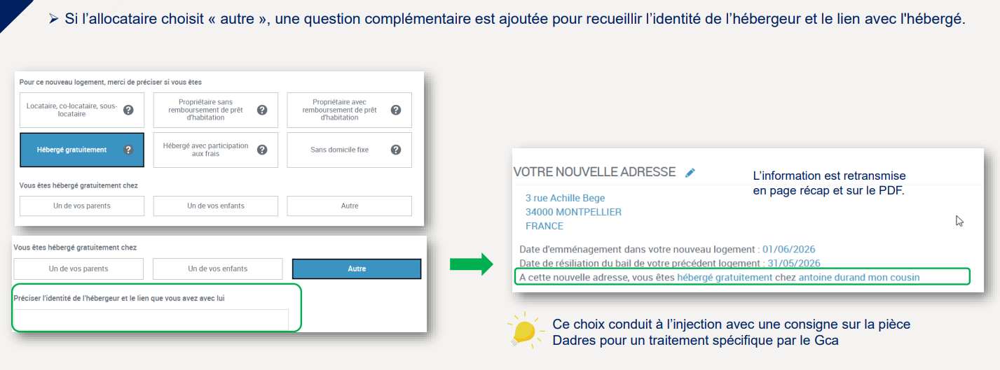 ➢ Si l'allocataire choisit « autre », une question complémentaire est ajoutée pour recueillir l'identité de l'hébergeur et le lien avec l'hébergé.
Pour ce nouveau logement, merci de préciser si vous êtes
Locataire, co-locataire, sous-
locataire
?
Propriétaire sans
remboursement de prêt
d'habitation
?
Propriétaire avec
remboursement de prêt
d'habitation
?
Hébergé gratuitement ?
Hébergé avec participation
aux frais
?
Sans domicile fixe ?
Vous êtes hébergé gratuitement chez
Un de vos parents
Un de vos enfants
Autre
Vous êtes hébergé gratuitement chez
Un de vos parents
Un de vos enfants
Autre
Préciser l'identité de l'hébergeur et le lien que vous avez avec lui
VOTRE NOUVELLE ADRESSE
L'information est retransmise
en page récap et sur le PDF.
3 rue Achille Bege
34000 MONTPELLIER
FRANCE
Date d'emménagement dans votre nouveau logement : 01/06/2026
Date de résiliation du bail de votre précédent logement : 31/05/2026
A cette nouvelle adresse, vous êtes hébergé gratuitement chez antoine durand mon cousin
Ce choix conduit à l'injection avec une consigne sur la pièce
Dadres pour un traitement spécifique par le Gca